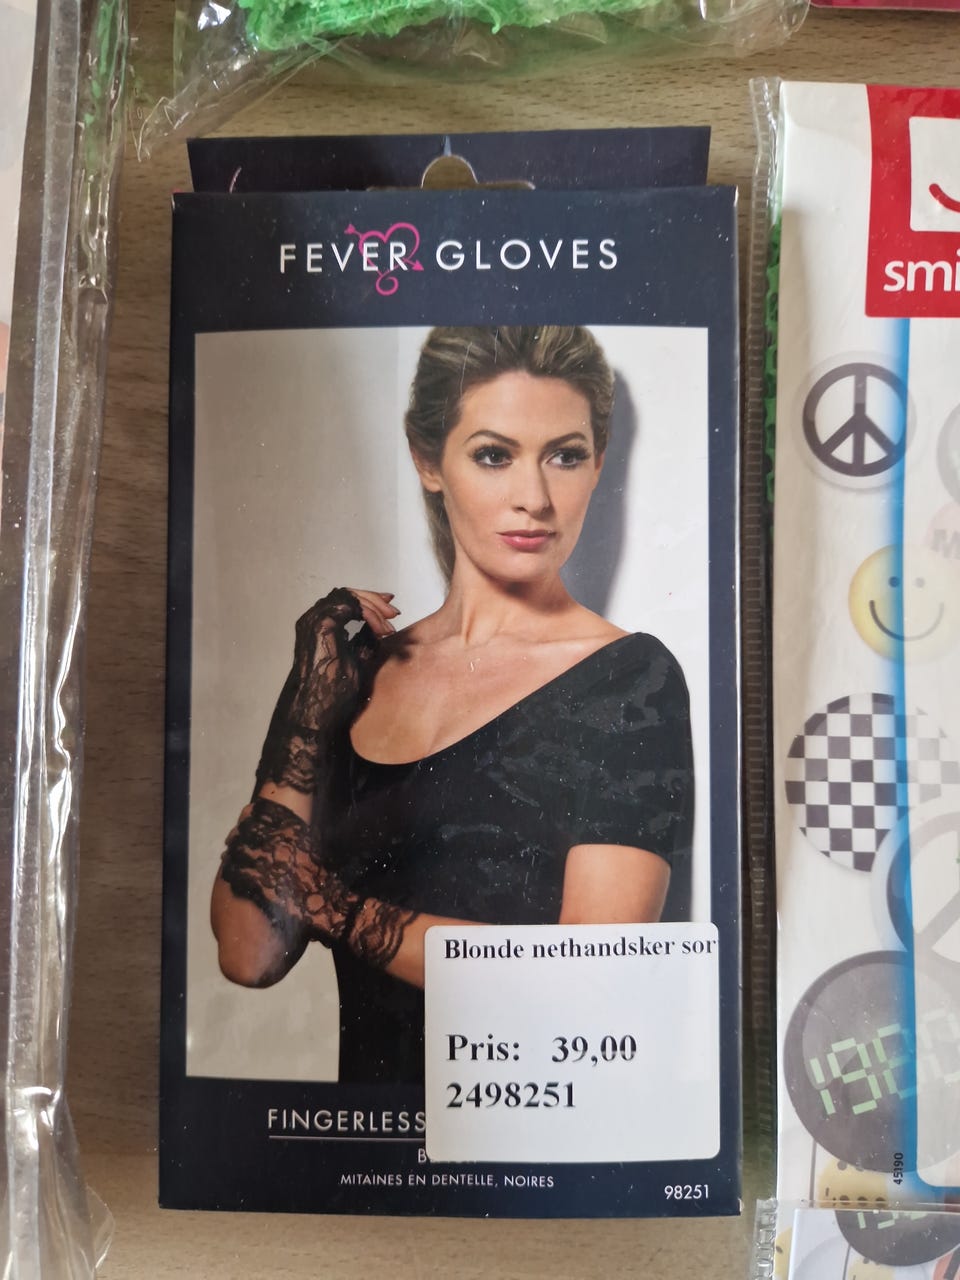 FEVER GLOVES
Blonde nethandsker sor
Pris: 39,00
2498251
FINGERLESS
MITAINES EN DENTELLE, NOIRES
98251
smi
45190